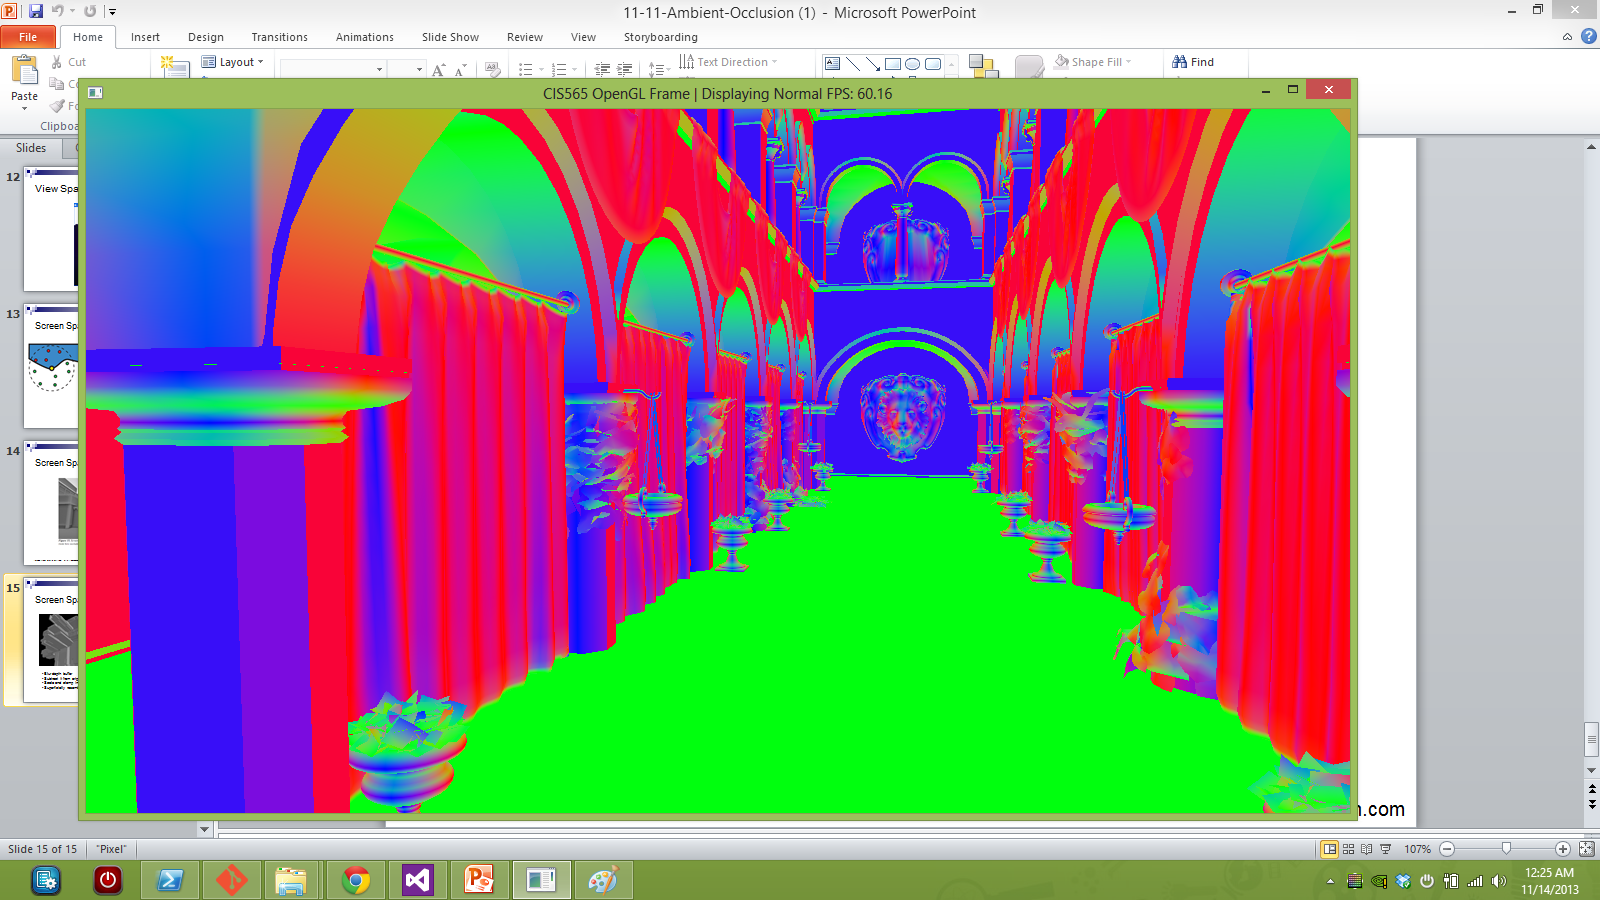 11-11-Ambient-Occlusion (1) - Microsoft PowerPoint
File Home Insert Design Transitions Animations Slide Show Review View Storyboarding
Cut Layout Text Direction Shape Fill Find
Paste
Clipboa
CIS565 OpenGL Frame | Displaying Normal FPS: 60.16
Slides
12
View Spa
13
Screen Spa
14
Screen Spa
15
Screen Spa
.com
Slide 15 of 15 "Pixel" 107%
12:25 AM
11/14/2013